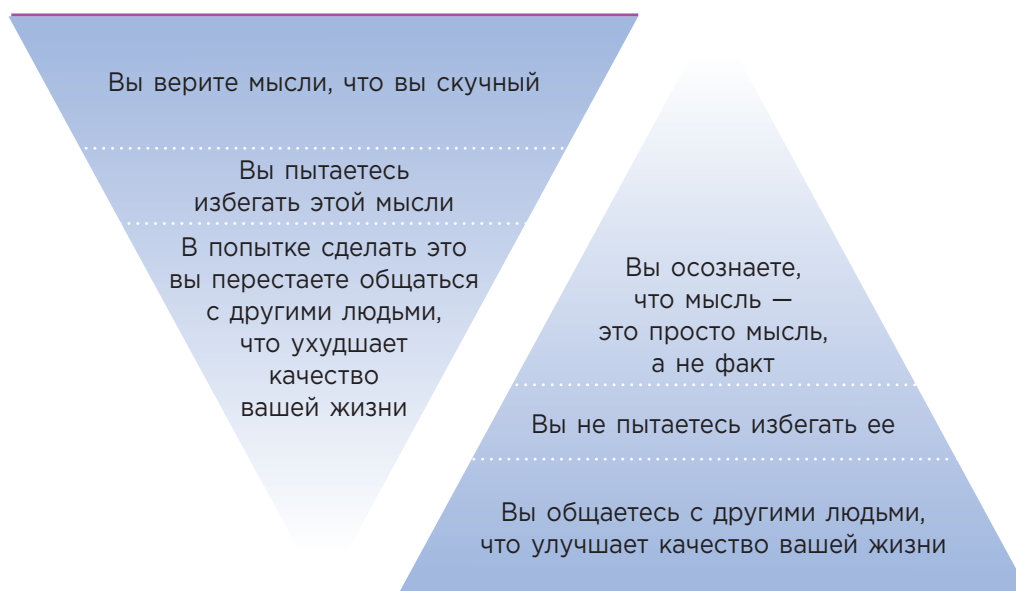 Вы верите мысли, что вы скучный
Вы пытаетесь
избегать этой мысли
В попытке сделать это
вы перестаете общаться
с другими людьми,
что ухудшает
качество
вашей жизни
Вы осознаете,
что мысль —
это просто мысль,
а не факт
Вы не пытаетесь избегать ее
Вы общаетесь с другими людьми,
что улучшает качество вашей жизни